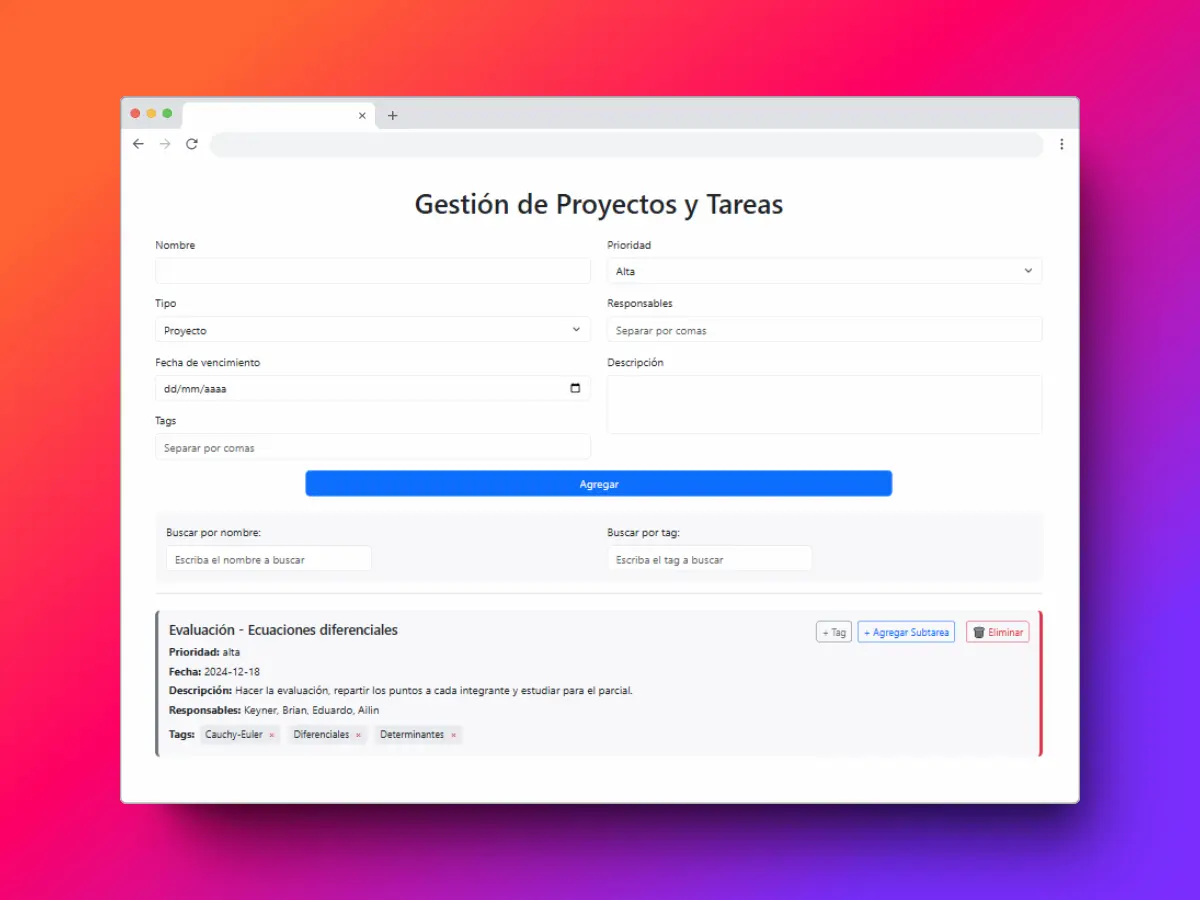 Gestión de Proyectos y Tareas
Nombre
Prioridad
Alta
Tipo
Responsables
Proyecto
Separar por comas
Fecha de vencimiento
Descripción
dd/mm/aaaa
Tags
Separar por comas
Agregar
Buscar por nombre:
Buscar por tag:
Escriba el nombre a buscar
Escriba el tag a buscar
Evaluación - Ecuaciones diferenciales
+ Tag
+ Agregar Subtarea
Eliminar
Prioridad: alta
Fecha: 2024-12-18
Descripción: Hacer la evaluación, repartir los puntos a cada integrante y estudiar para el parcial.
Responsables: Keyner, Brian, Eduardo, Ailin
Tags: Cauchy-Euler × Diferenciales × Determinantes ×